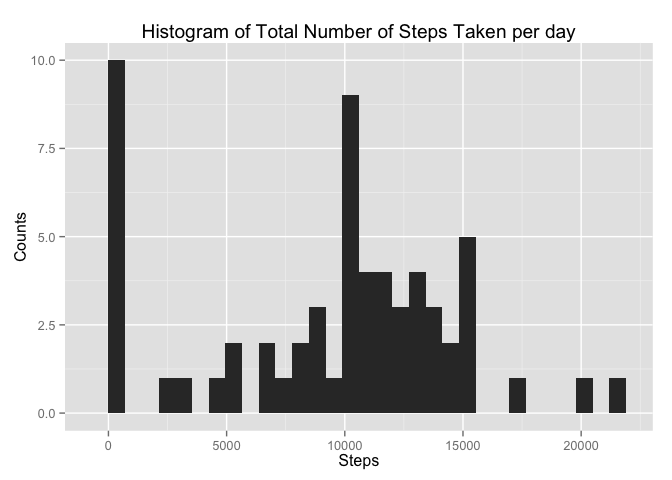 Histogram of Total Number of Steps Taken per day
10.0
7.5
5.0
2.5
0.0
Counts
0 5000 10000 15000 20000
Steps